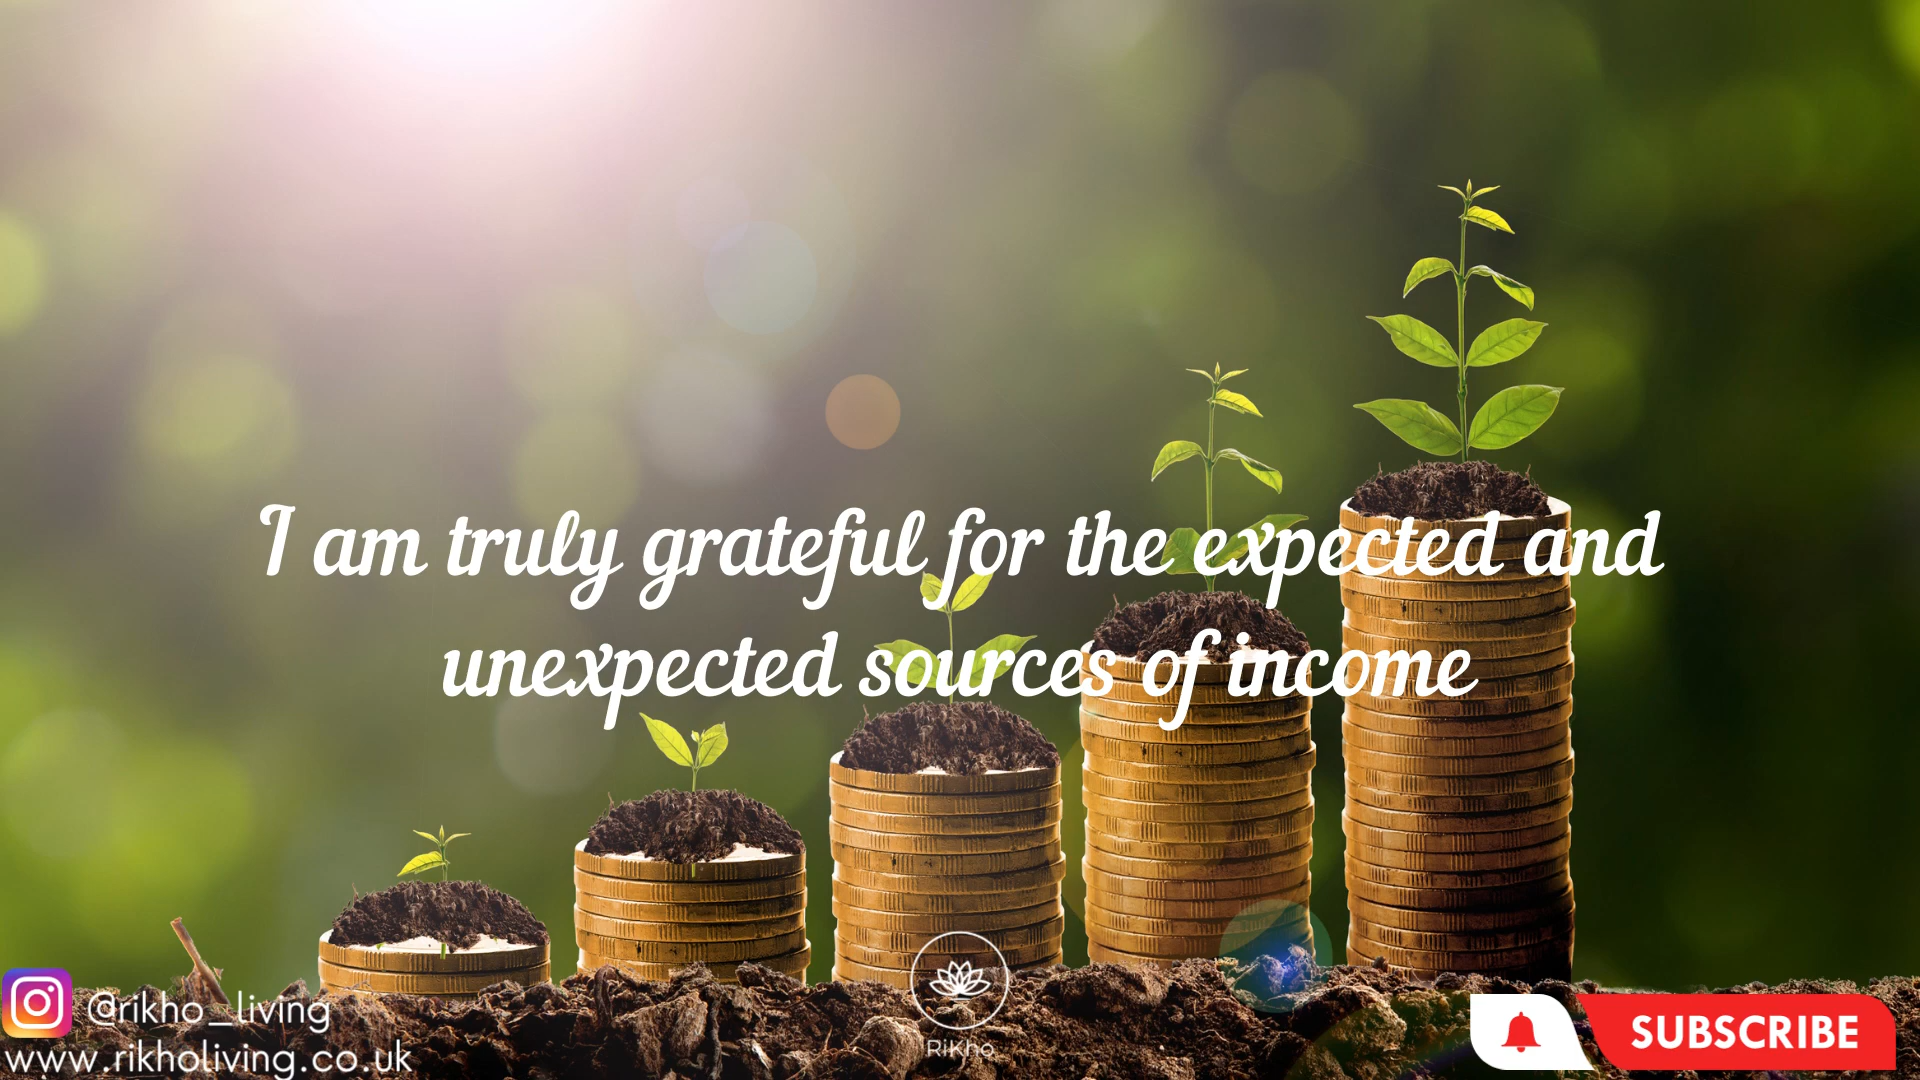 I am truly grateful for the expected and
unexpected sources of income
@rikho_living
www.rikholiving.co.uk
RiKho
SUBSCRIBE